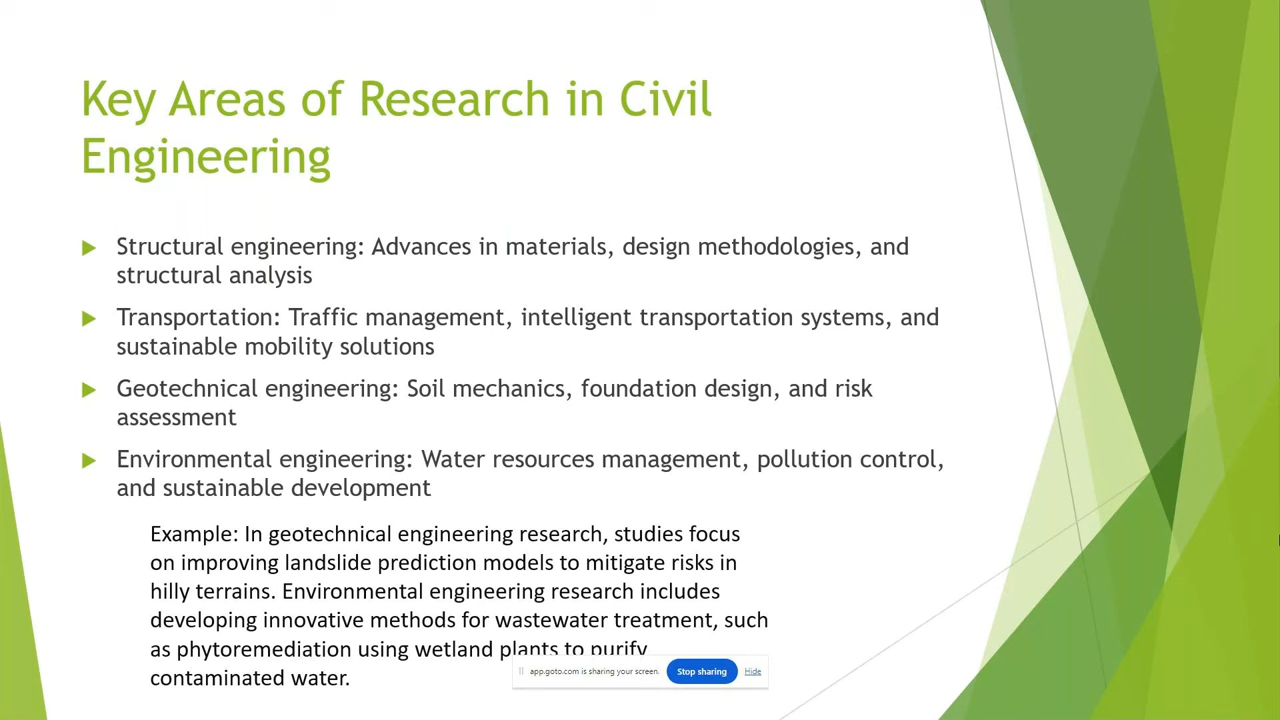 Key Areas of Research in Civil
Engineering
Structural engineering: Advances in materials, design methodologies, and
structural analysis
Transportation: Traffic management, intelligent transportation systems, and
sustainable mobility solutions
Geotechnical engineering: Soil mechanics, foundation design, and risk
assessment
Environmental engineering: Water resources management, pollution control,
and sustainable development
Example: In geotechnical engineering research, studies focus
on improving landslide prediction models to mitigate risks in
hilly terrains. Environmental engineering research includes
developing innovative methods for wastewater treatment, such
as phytoremediation using wetland plants to purify
contaminated water.
app.goto.com is sharing your screen. Stop sharing Hide